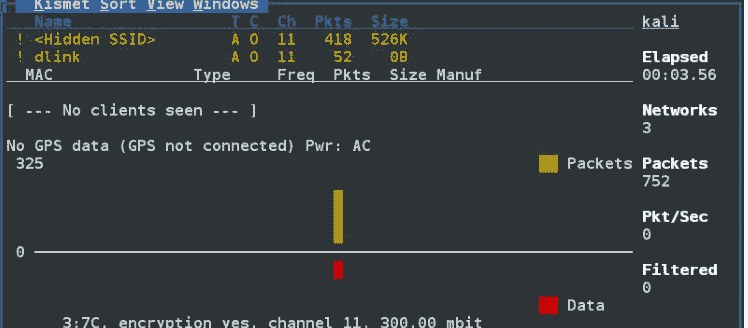 Kismet Sort View Windows
Name T C Ch Pkts Size
! <Hidden SSID> A O 11 418 526K
! dlink A O 11 52 0B
MAC Type Freq Pkts Size Manuf
[ --- No clients seen --- ]
No GPS data (GPS not connected) Pwr: AC
325
Packets
0
Data
3:7C, encryption yes, channel 11, 300.00 mbit
kali
Elapsed
00:03.56
Networks
3
Packets
752
Pkt/Sec
0
Filtered
0